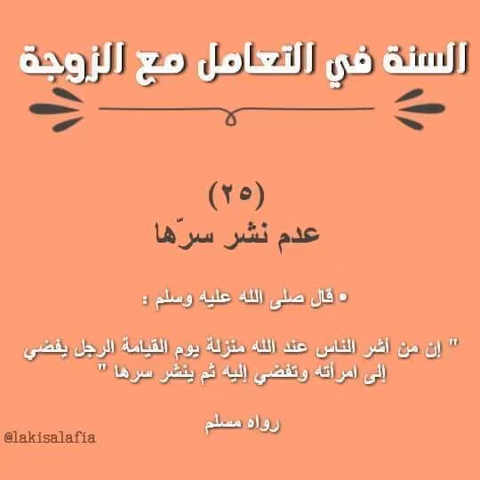 السنة في التعامل مع الزوجة
(٢٥)
عدم نشر سرّها
• قال صلى الله عليه وسلم :
" إن من أشر الناس عند الله منزلة يوم القيامة الرجل يفضي
إلى امرأته وتفضي إليه ثم ينشر سرها "
رواه مسلم
@lakisalafia